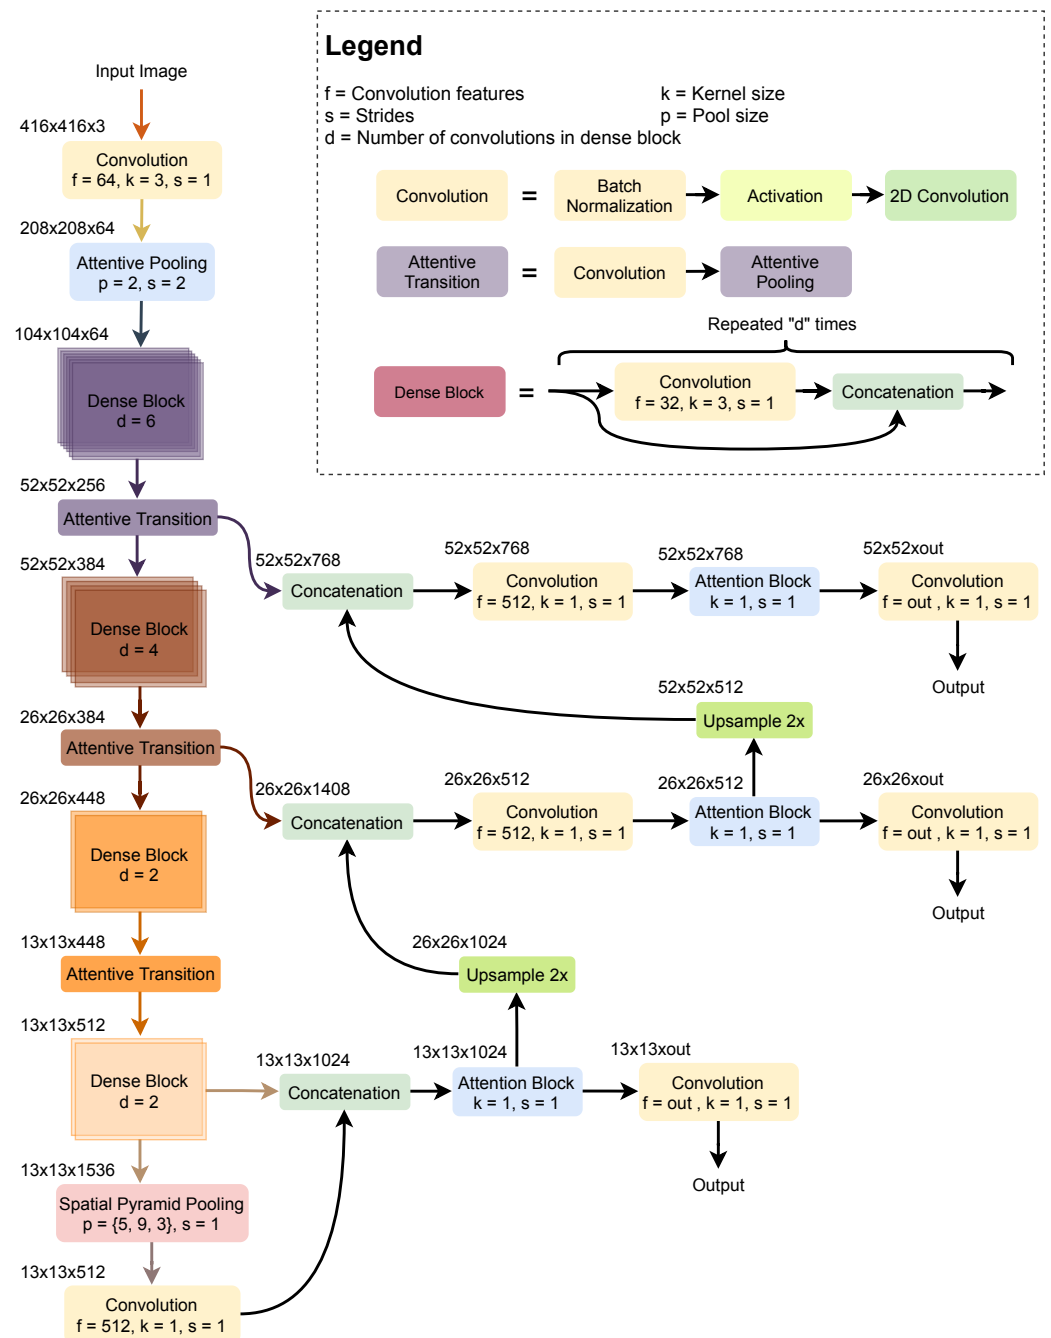 Legend
f = Convolution features
k = Kernel size
s = Strides
p = Pool size
d = Number of convolutions in dense block
Convolution
=
Batch
Normalization
Activation
2D Convolution
Attentive
Transition
=
Convolution
Attentive
Pooling
Repeated "d" times
Dense Block
=
Convolution
f = 32, k = 3, s = 1
Concatenation
Input Image
416x416x3
Convolution
f = 64, k = 3, s = 1
208x208x64
Attentive Pooling
p = 2, s = 2
104x104x64
Dense Block
d = 6
52x52x256
Attentive Transition
52x52x384
Dense Block
d = 4
26x26x384
Attentive Transition
26x26x448
Dense Block
d = 2
13x13x448
Attentive Transition
13x13x512
Dense Block
d = 2
13x13x1536
Spatial Pyramid Pooling
p = {5, 9, 3}, s = 1
13x13x512
Convolution
f = 512, k = 1, s = 1
52x52x768
Concatenation
52x52x768
Convolution
f = 512, k = 1, s = 1
52x52x768
Attention Block
k = 1, s = 1
52x52xout
Convolution
f = out , k = 1, s = 1
Output
52x52x512
Upsample 2x
26x26x1408
Concatenation
26x26x512
Convolution
f = 512, k = 1, s = 1
26x26x512
Attention Block
k = 1, s = 1
26x26xout
Convolution
f = out , k = 1, s = 1
Output
26x26x1024
Upsample 2x
13x13x1024
Concatenation
13x13x1024
Attention Block
k = 1, s = 1
13x13xout
Convolution
f = out , k = 1, s = 1
Output